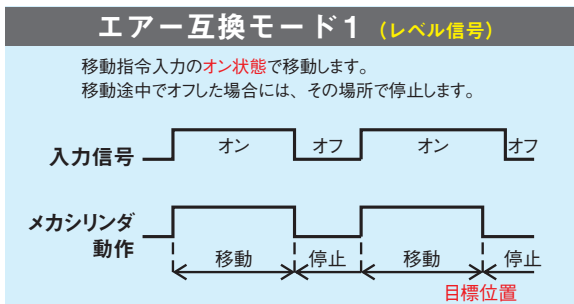 エアー互換モード1 (レベル信号)
移動指令入力のオン状態で移動します。
移動途中でオフした場合には、その場所で停止します。
入力信号 オン オフ オン オフ
メカシリンダ
動作
移動 停止 移動 停止
目標位置